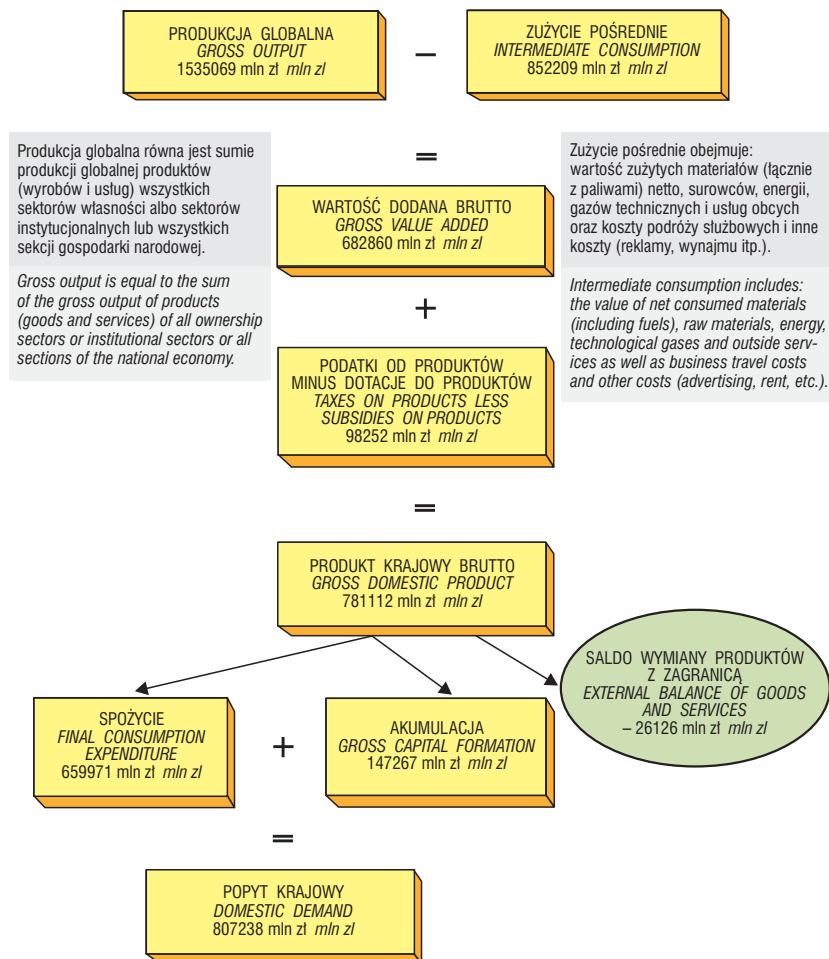 PRODUKCJA GLOBALNA
GROSS OUTPUT
1535069 mln zł mln zl
–
ZUŻYCIE POŚREDNIE
INTERMEDIATE CONSUMPTION
852209 mln zł mln zl
Produkcja globalna równa jest sumie
produkcji globalnej produktów
(wyrobów i usług) wszystkich
sektorów własności albo sektorów
instytucjonalnych lub wszystkich
sekcji gospodarki narodowej.
Gross output is equal to the sum
of the gross output of products
(goods and services) of all ownership
sectors or institutional sectors or all
sections of the national economy.
=
WARTOŚĆ DODANA BRUTTO
GROSS VALUE ADDED
682860 mln zł mln zl
Zużycie pośrednie obejmuje:
wartość zużytych materiałów (łącznie
z paliwami) netto, surowców, energii,
gazów technicznych i usług obcych
oraz koszty podróży służbowych i inne
koszty (reklamy, wynajmu itp.).
Intermediate consumption includes:
the value of net consumed materials
(including fuels), raw materials, energy,
technological gases and outside serv-
ices as well as business travel costs
and other costs (advertising, rent, etc.).
+
PODATKI OD PRODUKTÓW
MINUS DOTACJE DO PRODUKTÓW
TAXES ON PRODUCTS LESS
SUBSIDIES ON PRODUCTS
98252 mln zł mln zl
=
PRODUKT KRAJOWY BRUTTO
GROSS DOMESTIC PRODUCT
781112 mln zł mln zl
SALDO WYMIANY PRODUKTÓW
Z ZAGRANICĄ
EXTERNAL BALANCE OF GOODS
AND SERVICES
– 26126 mln zł mln zl
SPOŻYCIE
FINAL CONSUMPTION
EXPENDITURE
659971 mln zł mln zl
+
AKUMULACJA
GROSS CAPITAL FORMATION
147267 mln zł mln zl
=
POPYT KRAJOWY
DOMESTIC DEMAND
807238 mln zł mln zl